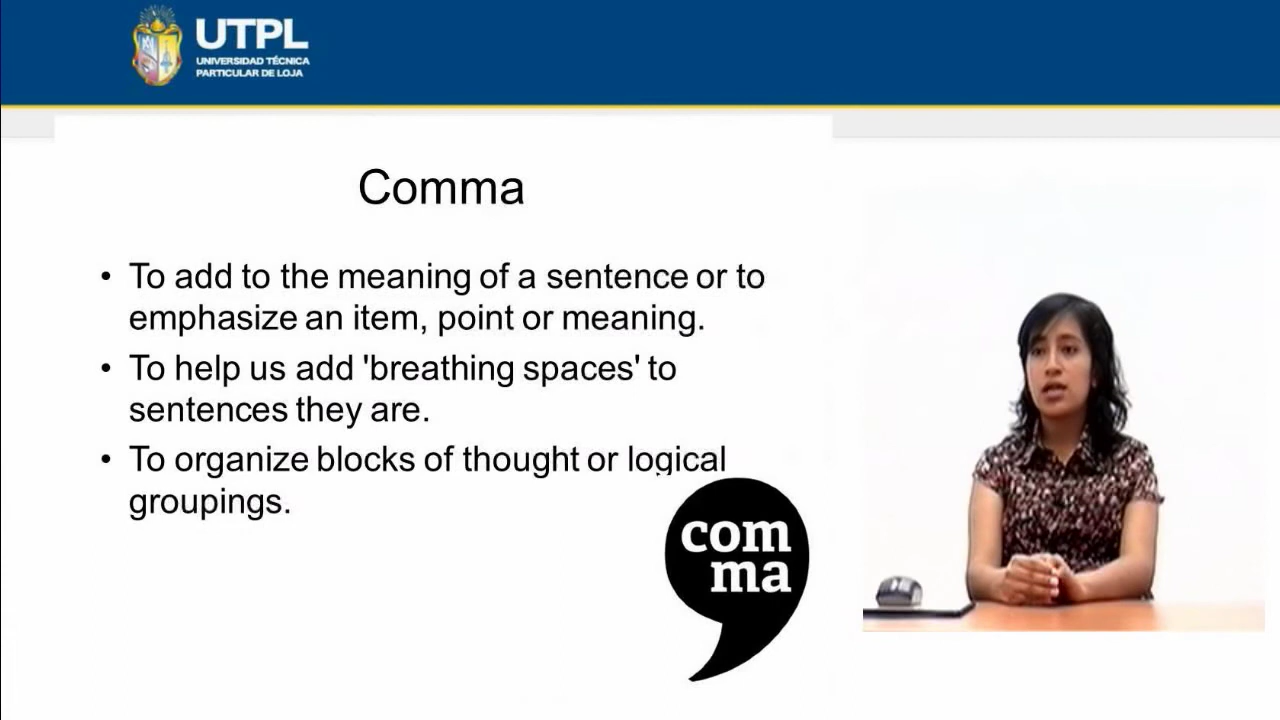 UTPL
UNIVERSIDAD TÉCNICA
PARTICULAR DE LOJA
Comma
• To add to the meaning of a sentence or to
emphasize an item, point or meaning.
• To help us add 'breathing spaces' to
sentences they are.
• To organize blocks of thought or logical
groupings.
com
ma